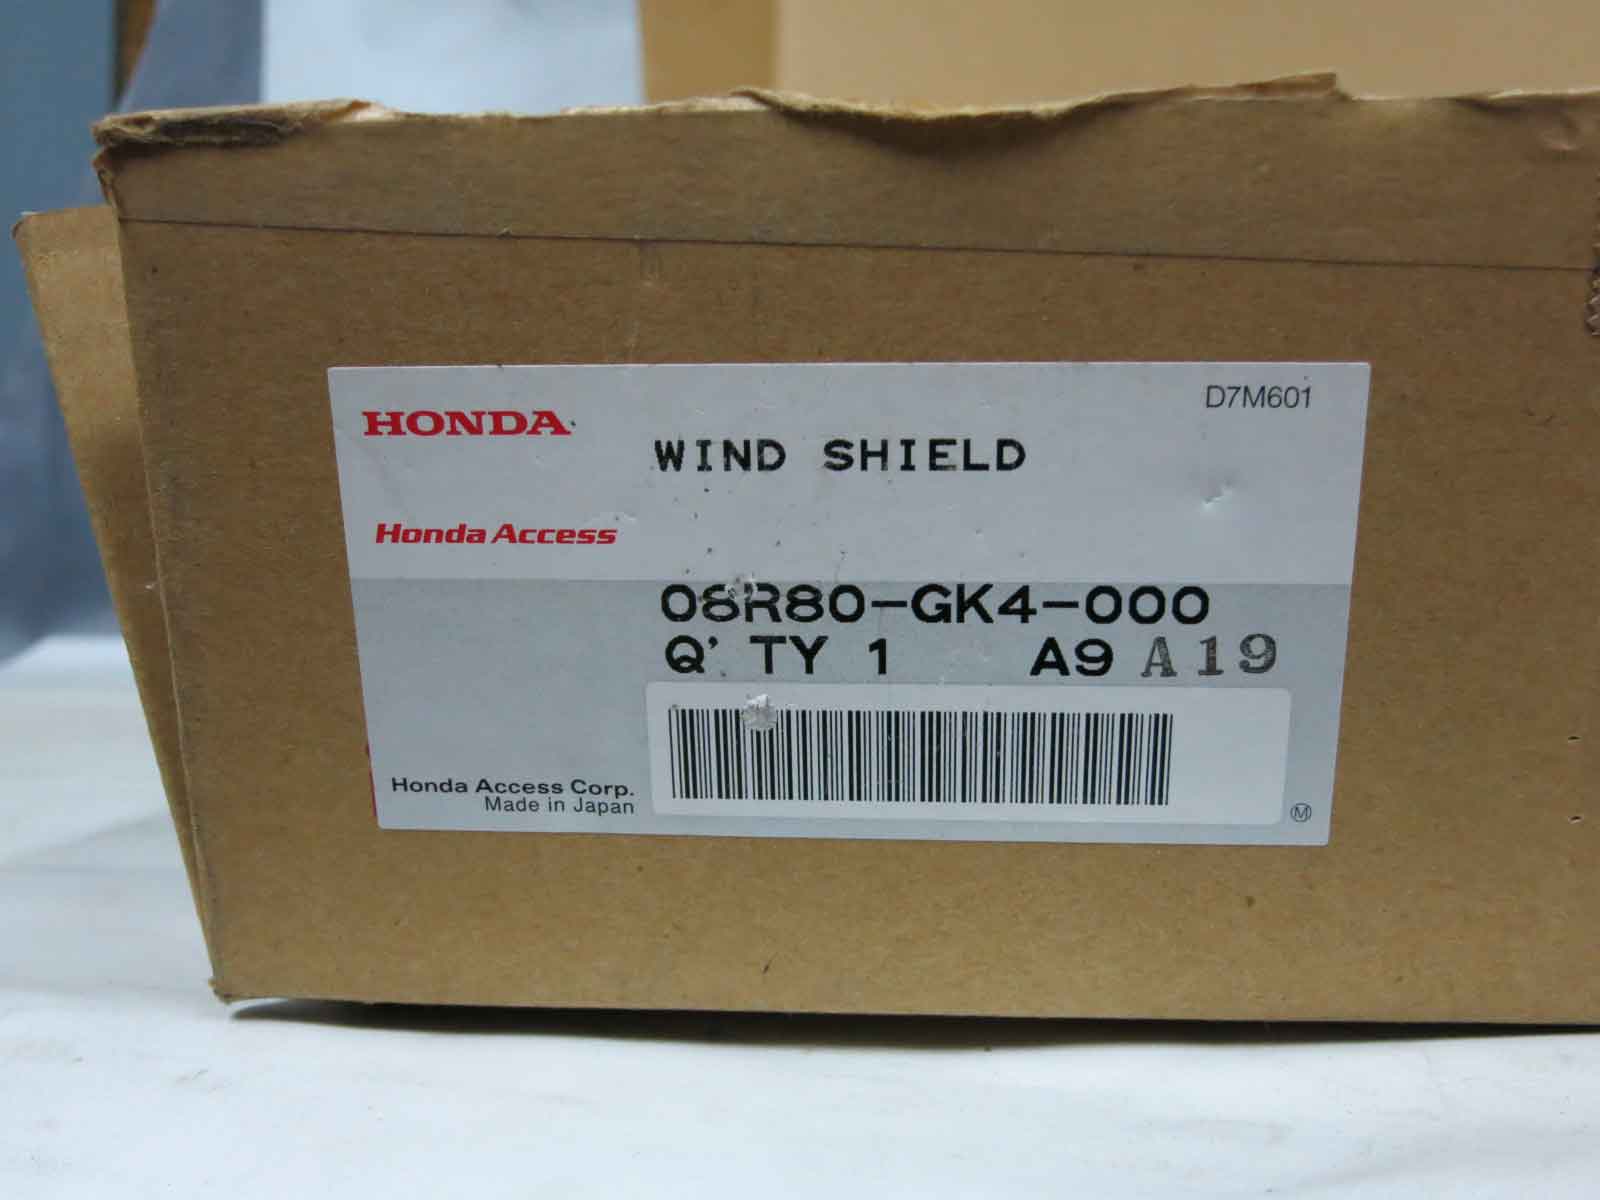 D7M601
HONDA
WIND SHIELD
Honda Access
08R80-GK4-000
Q'TY 1 A9 A19
Honda Access Corp.
Made in Japan
M